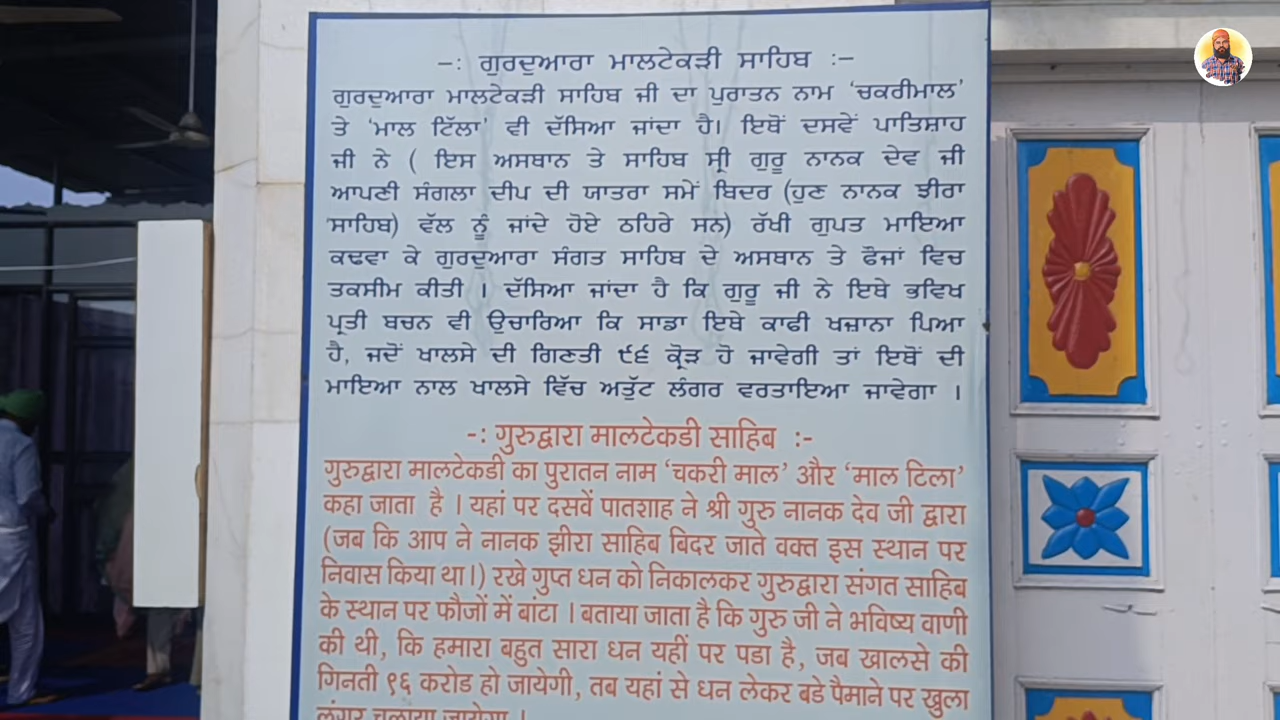 –: ਗੁਰਦੁਆਰਾ ਮਾਲਟੇਕੜੀ ਸਾਹਿਬ :–
ਗੁਰਦੁਆਰਾ ਮਾਲਟੇਕੜੀ ਸਾਹਿਬ ਜੀ ਦਾ ਪੁਰਾਤਨ ਨਾਮ ‘ਚਕਰੀਮਾਲ’
ਤੇ ‘ਮਾਲ ਟਿੱਲਾ’ ਵੀ ਦੱਸਿਆ ਜਾਂਦਾ ਹੈ। ਇਥੋਂ ਦਸਵੇਂ ਪਾਤਿਸ਼ਾਹ
ਜੀ ਨੇ ( ਇਸ ਅਸਥਾਨ ਤੇ ਸਾਹਿਬ ਸ੍ਰੀ ਗੁਰੂ ਨਾਨਕ ਦੇਵ ਜੀ
ਆਪਣੀ ਸੰਗਲਾ ਦੀਪ ਦੀ ਯਾਤਰਾ ਸਮੇਂ ਬਿਦਰ (ਹੁਣ ਨਾਨਕ ਝੀਰਾ
ਸਾਹਿਬ) ਵੱਲ ਨੂੰ ਜਾਂਦੇ ਹੋਏ ਠਹਿਰੇ ਸਨ) ਰੱਖੀ ਗੁਪਤ ਮਾਇਆ
ਕਢਵਾ ਕੇ ਗੁਰਦੁਆਰਾ ਸੰਗਤ ਸਾਹਿਬ ਦੇ ਅਸਥਾਨ ਤੇ ਫੌਜਾਂ ਵਿਚ
ਤਕਸੀਮ ਕੀਤੀ । ਦੱਸਿਆ ਜਾਂਦਾ ਹੈ ਕਿ ਗੁਰੂ ਜੀ ਨੇ ਇਥੇ ਭਵਿਖ
ਪ੍ਰਤੀ ਬਚਨ ਵੀ ਉਚਾਰਿਆ ਕਿ ਸਾਡਾ ਇਥੇ ਕਾਫੀ ਖਜ਼ਾਨਾ ਪਿਆ
ਹੈ, ਜਦੋਂ ਖਾਲਸੇ ਦੀ ਗਿਣਤੀ ੯੬ ਕ੍ਰੋੜ ਹੋ ਜਾਵੇਗੀ ਤਾਂ ਇਥੋਂ ਦੀ
ਮਾਇਆ ਨਾਲ ਖਾਲਸੇ ਵਿੱਚ ਅਤੁੱਟ ਲੰਗਰ ਵਰਤਾਇਆ ਜਾਵੇਗਾ ।
-: गुरुद्वारा मालटेकडी साहिब :-
गुरुद्वारा मालटेकडी का पुरातन नाम ‘चकरी माल’ और ‘माल टिला’
कहा जाता है । यहां पर दसवें पातशाह ने श्री गुरु नानक देव जी द्वारा
(जब कि आप ने नानक झीरा साहिब बिदर जाते वक्त इस स्थान पर
निवास किया था।) रखे गुप्त धन को निकालकर गुरुद्वारा संगत साहिब
के स्थान पर फौजों में बांटा । बताया जाता है कि गुरु जी ने भविष्य वाणी
की थी, कि हमारा बहुत सारा धन यहीं पर पडा है, जब खालसे की
गिनती ९६ करोड हो जायेगी, तब यहां से धन लेकर बडे पैमाने पर खुला
लंगर चलाया जायेगा ।